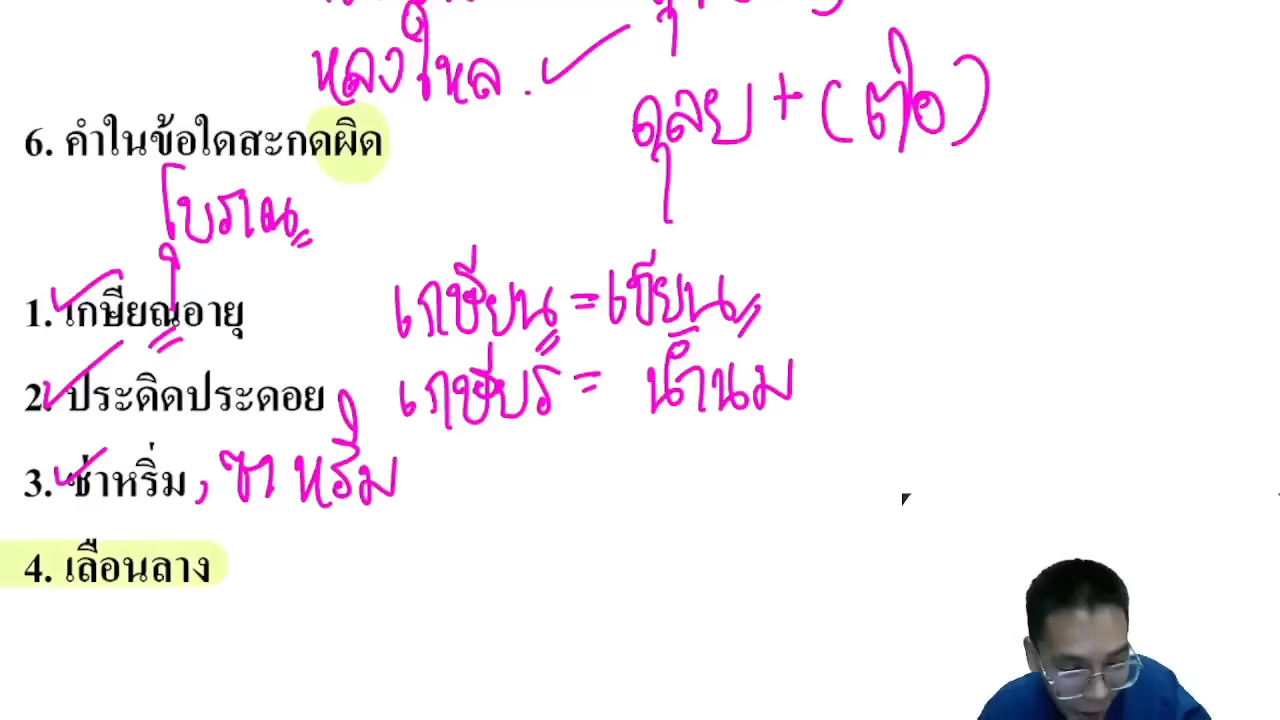 หลงใหล.
ดุลย + (ต่อ)
6. คำในข้อใดสะกดผิด
โบราณ
1. เกษียณอายุ
เกษียน = เขียน
2. ประดิดประดอย
เกษียร = น้ำนม
3. ซ่าหริ่ม, ซาหริ่ม
4. เลือนลาง